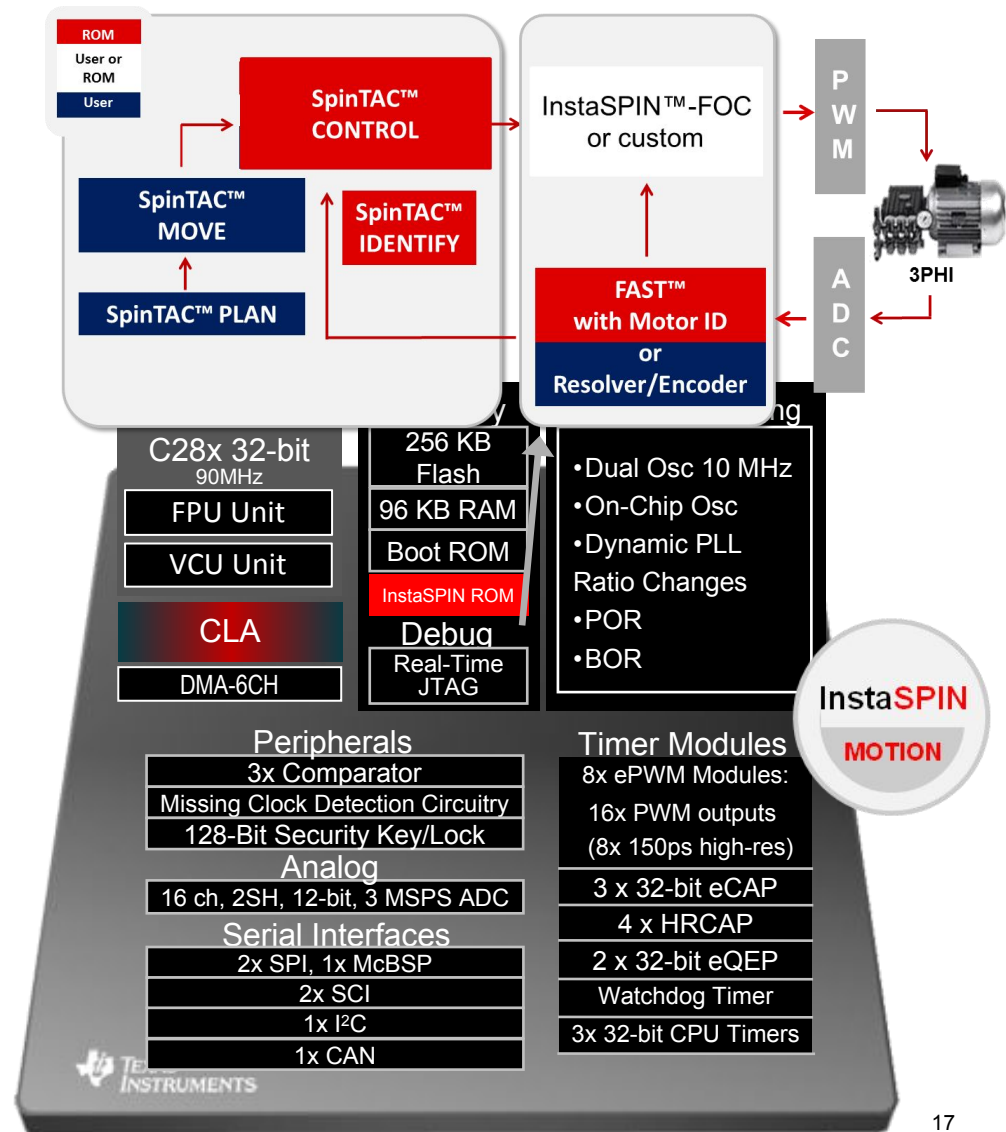 ROM
User or
ROM
User
SpinTAC™
CONTROL
SpinTAC™
MOVE
SpinTAC™
IDENTIFY
SpinTAC™ PLAN
InstaSPIN™-FOC
or custom
FAST™
with Motor ID
or
Resolver/Encoder
P
W
M
3PHI
A
D
C
C28x 32-bit
90MHz
FPU Unit
VCU Unit
CLA
DMA-6CH
256 KB
Flash
96 KB RAM
Boot ROM
InstaSPIN ROM
Debug
Real-Time
JTAG
•Dual Osc 10 MHz
•On-Chip Osc
•Dynamic PLL
Ratio Changes
•POR
•BOR
InstaSPIN
MOTION
Peripherals
3x Comparator
Missing Clock Detection Circuitry
128-Bit Security Key/Lock
Analog
16 ch, 2SH, 12-bit, 3 MSPS ADC
Serial Interfaces
2x SPI, 1x McBSP
2x SCI
1x I²C
1x CAN
Timer Modules
8x ePWM Modules:
16x PWM outputs
(8x 150ps high-res)
3 x 32-bit eCAP
4 x HRCAP
2 x 32-bit eQEP
Watchdog Timer
3x 32-bit CPU Timers
INSTRUMENTS
17